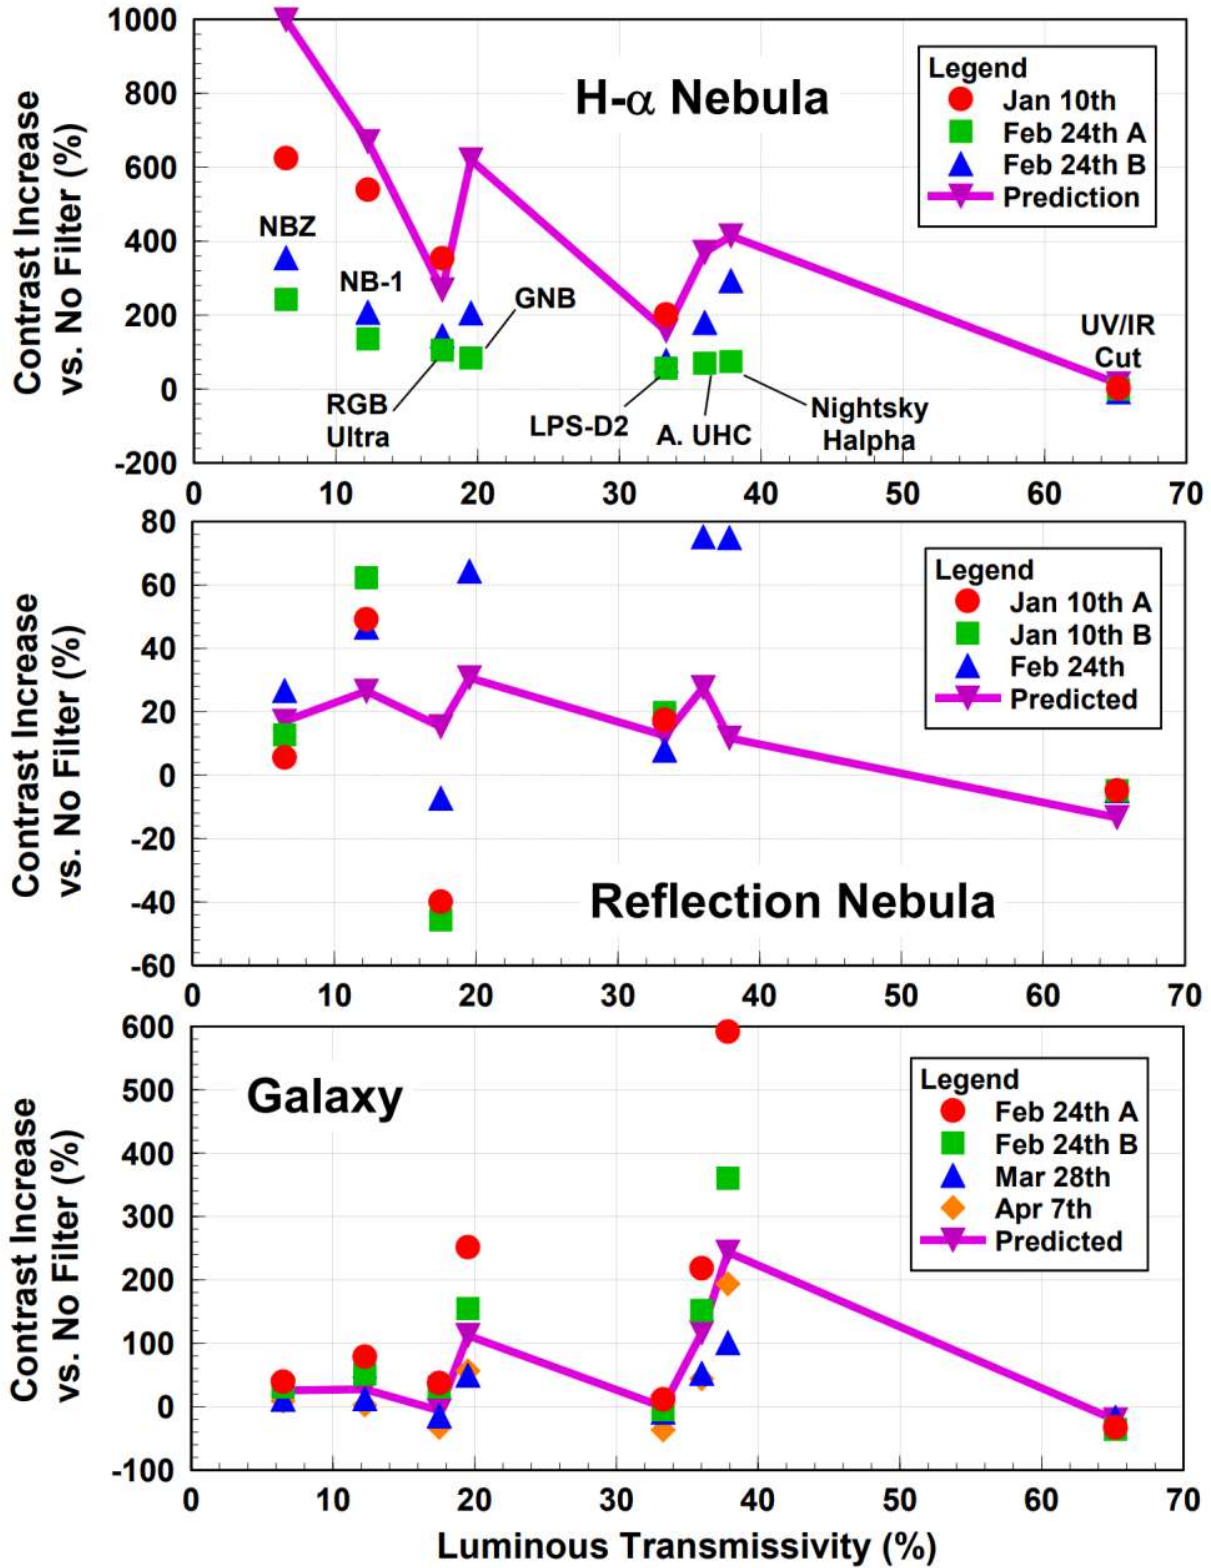 Contrast Increase
vs. No Filter (%)
1000
800
600
400
200
0
-200
H-α Nebula
Legend
Jan 10th
Feb 24th A
Feb 24th B
Prediction
NBZ
NB-1
RGB
Ultra
GNB
LPS-D2
A. UHC
Nightsky
Halpha
UV/IR
Cut
0 10 20 30 40 50 60 70
Contrast Increase
vs. No Filter (%)
80
60
40
20
0
-20
-40
-60
Legend
Jan 10th A
Jan 10th B
Feb 24th
Predicted
Reflection Nebula
0 10 20 30 40 50 60 70
Contrast Increase
vs. No Filter (%)
600
500
400
300
200
100
0
-100
Galaxy
Legend
Feb 24th A
Feb 24th B
Mar 28th
Apr 7th
Predicted
0 10 20 30 40 50 60 70
Luminous Transmissivity (%)